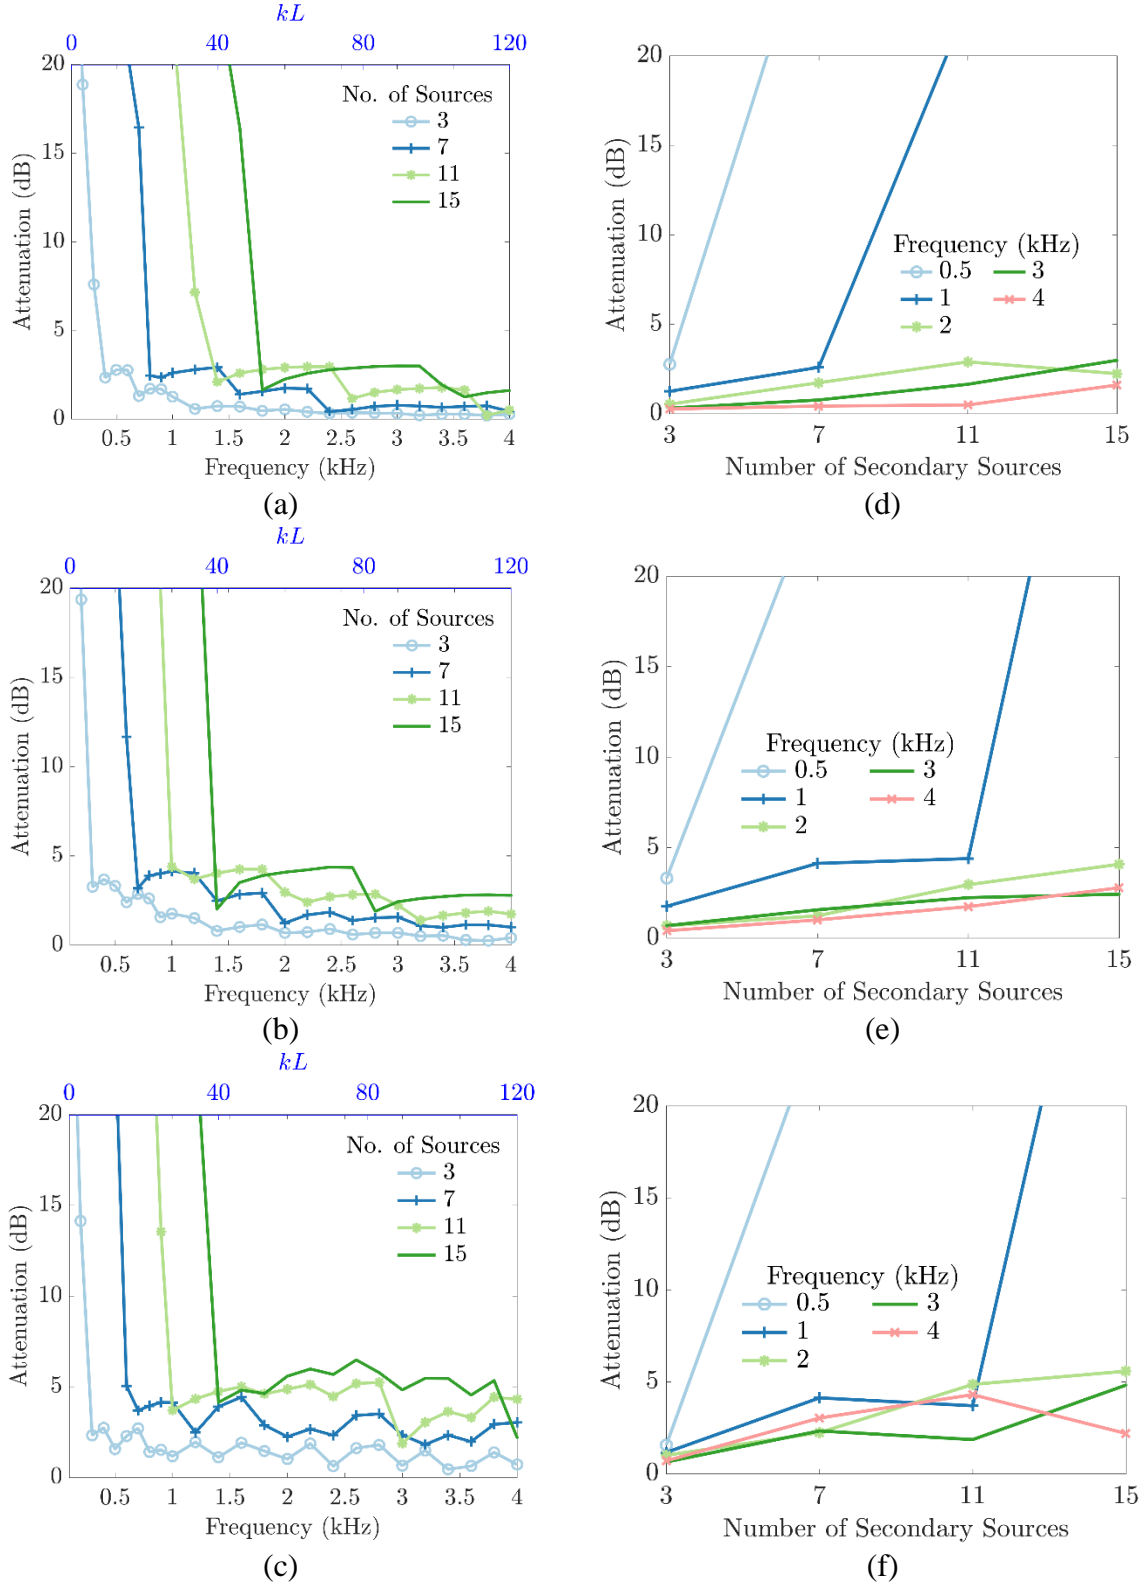 kL
0 40 80 120
20
15
10
5
0
Attenuation (dB)
No. of Sources
3
7
11
15
0.5 1 1.5 2 2.5 3 3.5 4
Frequency (kHz)
(a)
20
15
10
5
0
Attenuation (dB)
Frequency (kHz)
0.5 3
1 4
2
3 7 11 15
Number of Secondary Sources
(d)
kL
0 40 80 120
20
15
10
5
0
Attenuation (dB)
No. of Sources
3
7
11
15
0.5 1 1.5 2 2.5 3 3.5 4
Frequency (kHz)
(b)
20
15
10
5
0
Attenuation (dB)
Frequency (kHz)
0.5 3
1 4
2
3 7 11 15
Number of Secondary Sources
(e)
kL
0 40 80 120
20
15
10
5
0
Attenuation (dB)
No. of Sources
3
7
11
15
0.5 1 1.5 2 2.5 3 3.5 4
Frequency (kHz)
(c)
20
15
10
5
0
Attenuation (dB)
Frequency (kHz)
0.5 3
1 4
2
3 7 11 15
Number of Secondary Sources
(f)